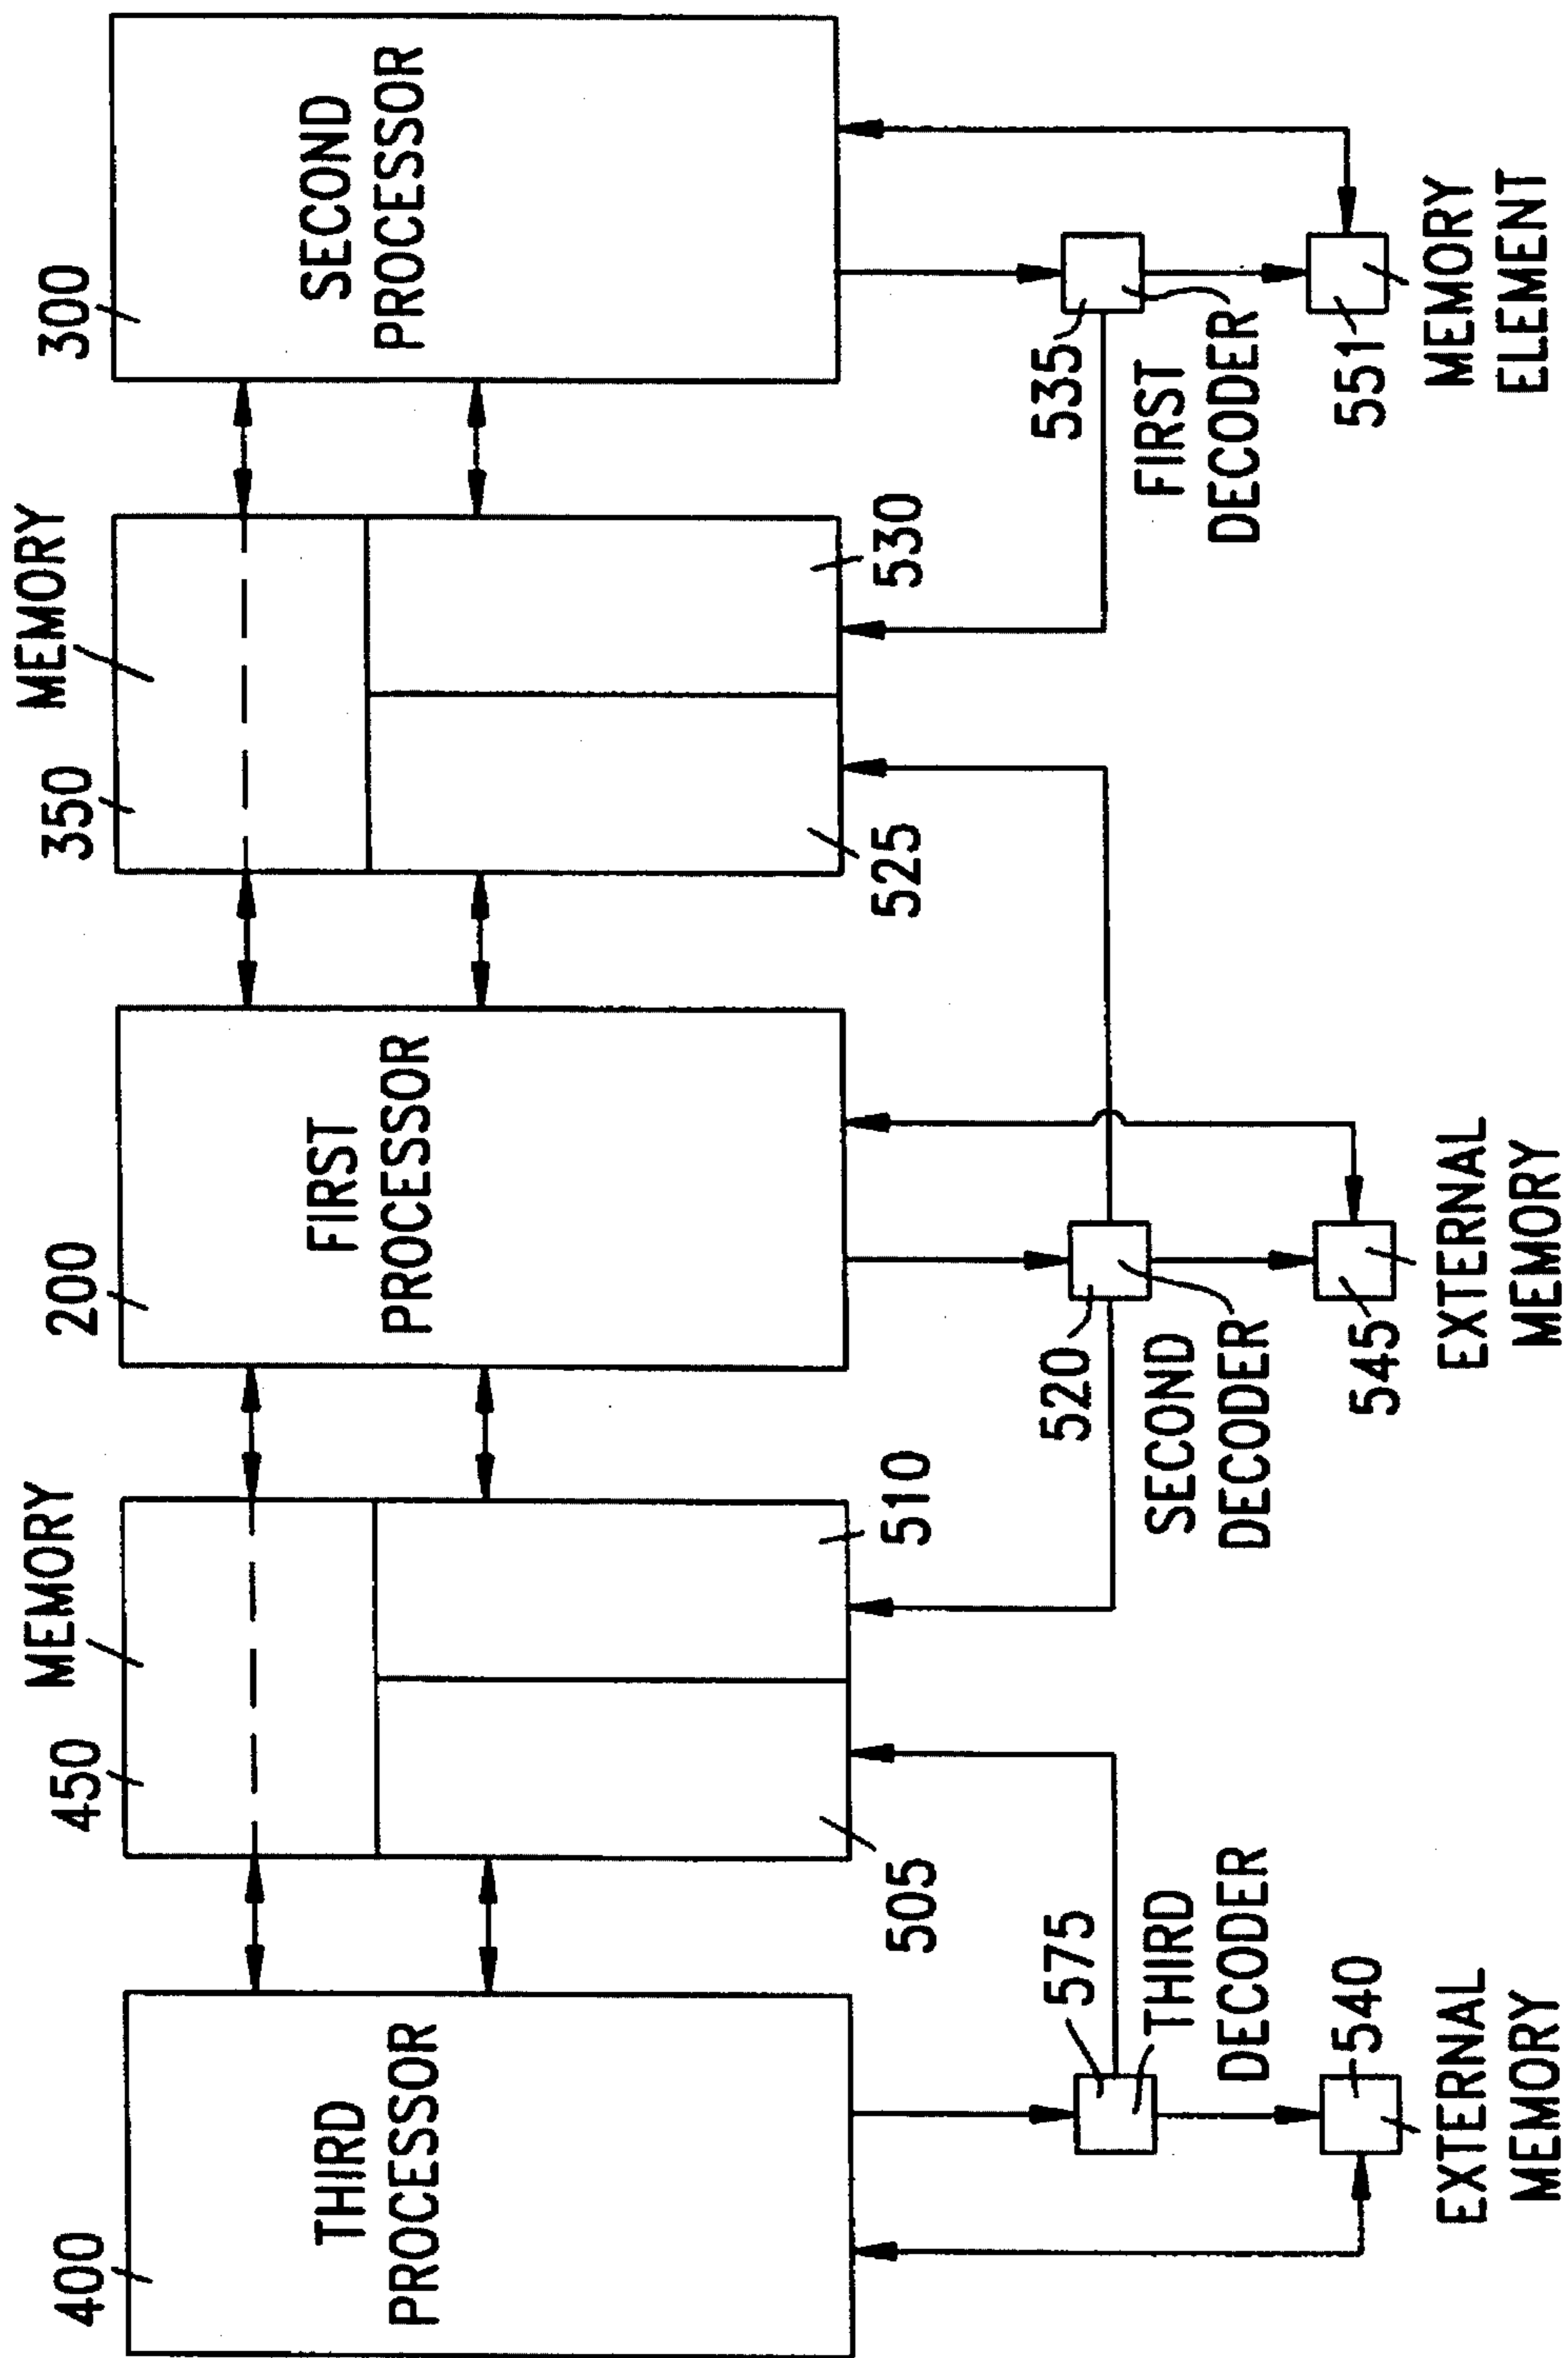 400
THIRD
PROCESSOR
450
MEMORY
505
510
200
FIRST
PROCESSOR
350
MEMORY
525
530
300
SECOND
PROCESSOR
575
THIRD
DECODER
540
EXTERNAL
MEMORY
520
SECOND
DECODER
545
EXTERNAL
MEMORY
535
FIRST
DECODER
551
MEMORY
ELEMENT